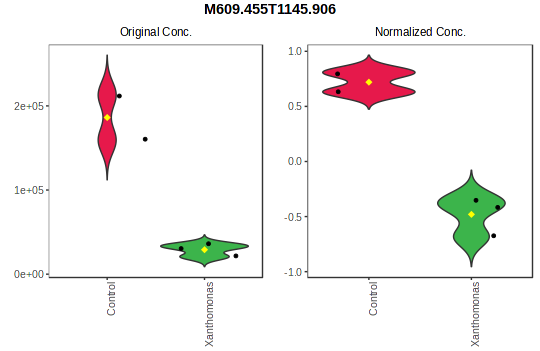 M609.455T1145.906
Original Conc.
Normalized Conc.
2e+05
1e+05
0e+00
Control
Xanthomonas
1.0
0.5
0.0
-0.5
-1.0
Control
Xanthomonas